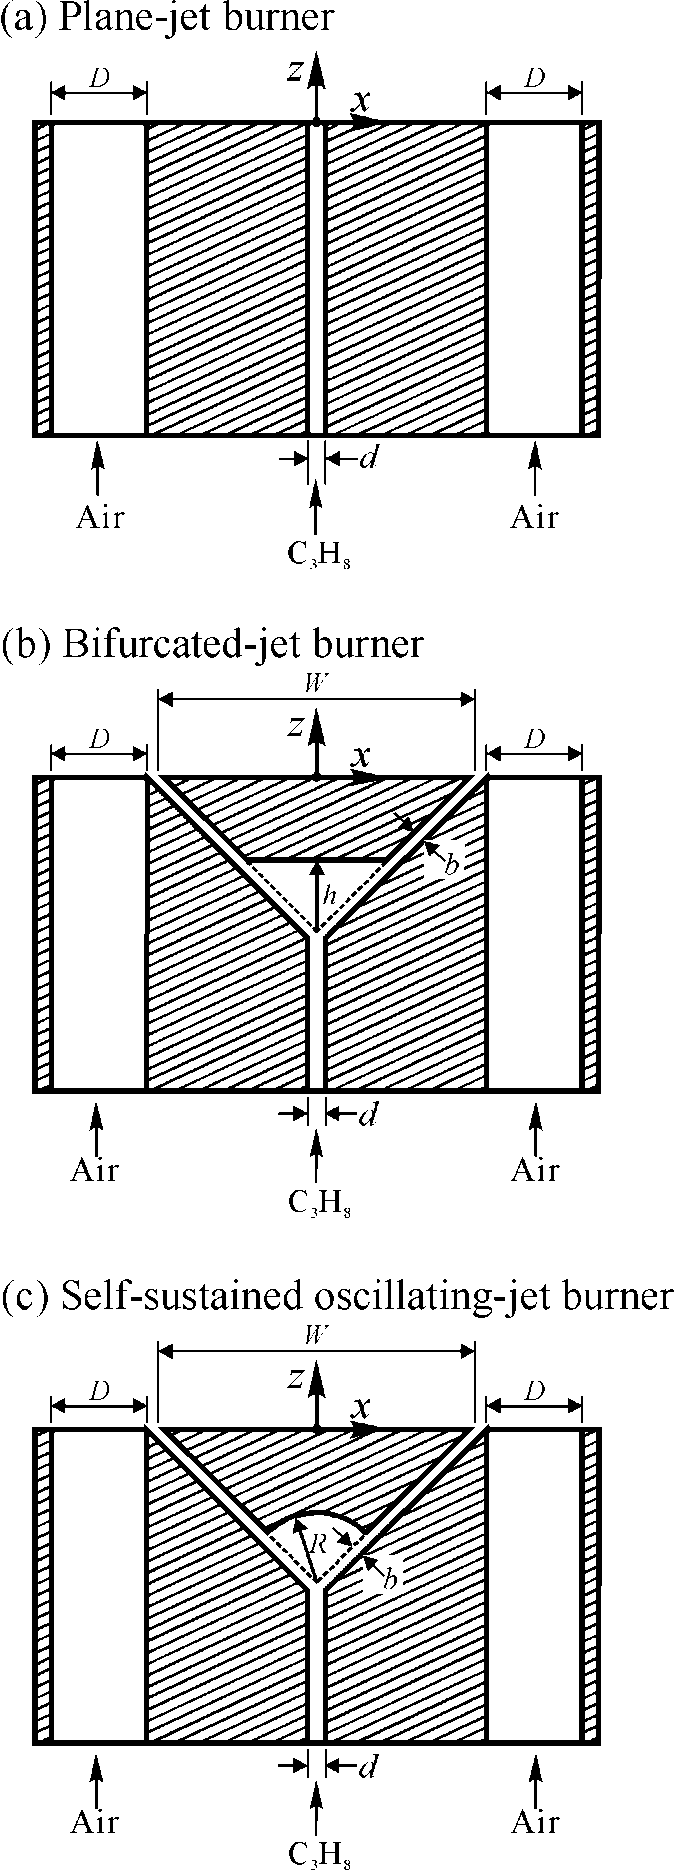 (a) Plane-jet burner
D z D
x
d
Air Air
C₃H₈
(b) Bifurcated-jet burner
W
D z D
x
b
h
d
Air Air
C₃H₈
(c) Self-sustained oscillating-jet burner
W
D z D
x
R
b
d
Air Air
C₃H₈